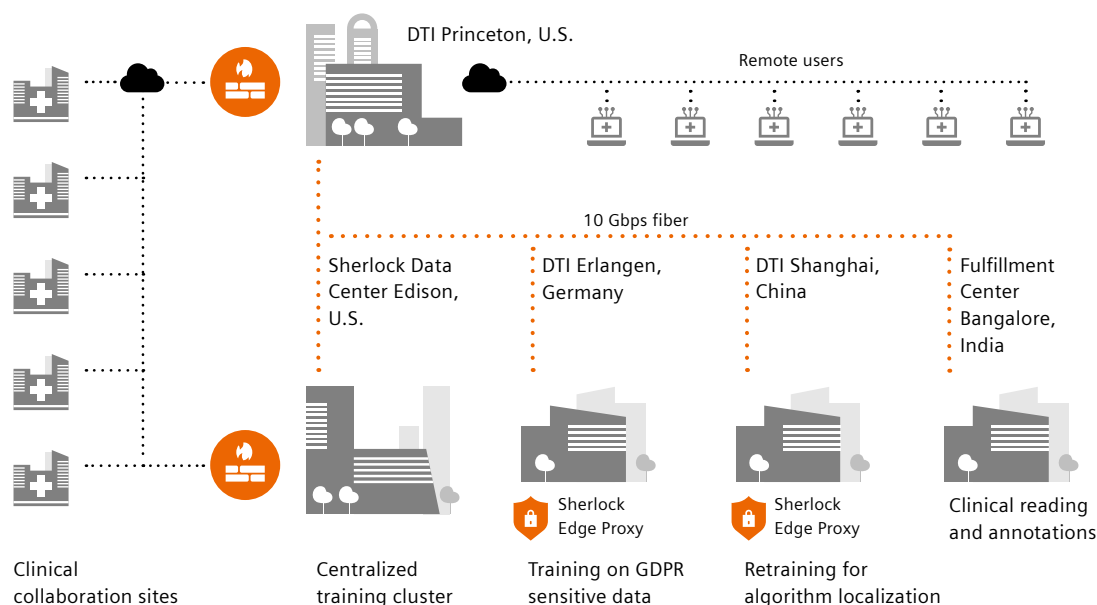 DTI Princeton, U.S.
Remote users
10 Gbps fiber
Sherlock Data
Center Edison,
U.S.
DTI Erlangen,
Germany
DTI Shanghai,
China
Fulfillment
Center
Bangalore,
India
Sherlock
Edge Proxy
Sherlock
Edge Proxy
Clinical reading
and annotations
Clinical
collaboration sites
Centralized
training cluster
Training on GDPR
sensitive data
Retraining for
algorithm localization